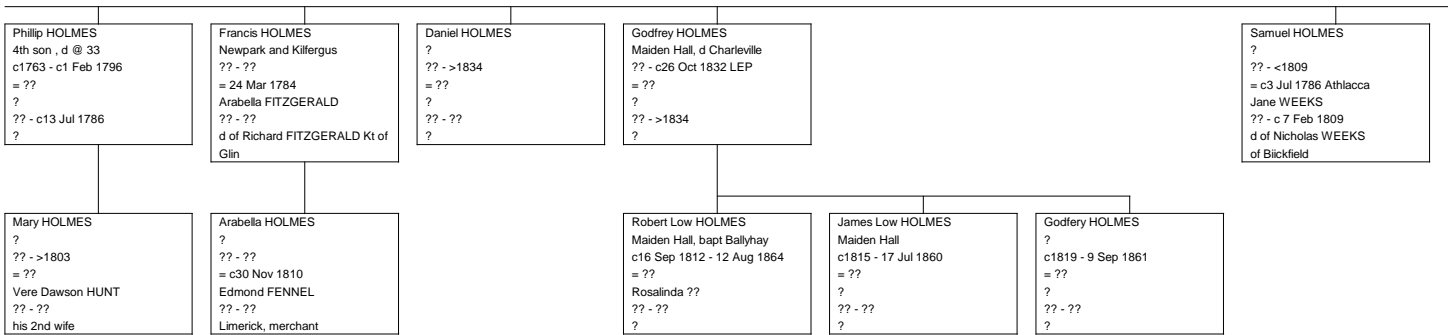 Phillip HOLMES
4th son , d @ 33
c1763 - c1 Feb 1796
= ??
?
?? - c13 Jul 1786
?
Francis HOLMES
Newpark and Kilfergus
?? - ??
= 24 Mar 1784
Arabella FITZGERALD
?? - ??
d of Richard FITZGERALD Kt of
Glin
Daniel HOLMES
?
?? - >1834
= ??
?
?? - ??
?
Godfrey HOLMES
Maiden Hall, d Charleville
?? - c26 Oct 1832 LEP
= ??
?
?? - >1834
?
Samuel HOLMES
?
?? - <1809
= c3 Jul 1786 Athlacca
Jane WEEKS
?? - c 7 Feb 1809
d of Nicholas WEEKS
of Biickfield
Mary HOLMES
?
?? - >1803
= ??
Vere Dawson HUNT
?? - ??
his 2nd wife
Arabella HOLMES
?
?? - ??
= c30 Nov 1810
Edmond FENNEL
?? - ??
Limerick, merchant
Robert Low HOLMES
Maiden Hall, bapt Ballyhay
c16 Sep 1812 - 12 Aug 1864
= ??
Rosalinda ??
?? - ??
?
James Low HOLMES
Maiden Hall
c1815 - 17 Jul 1860
= ??
?
?? - ??
?
Godfery HOLMES
?
c1819 - 9 Sep 1861
= ??
?
?? - ??
?